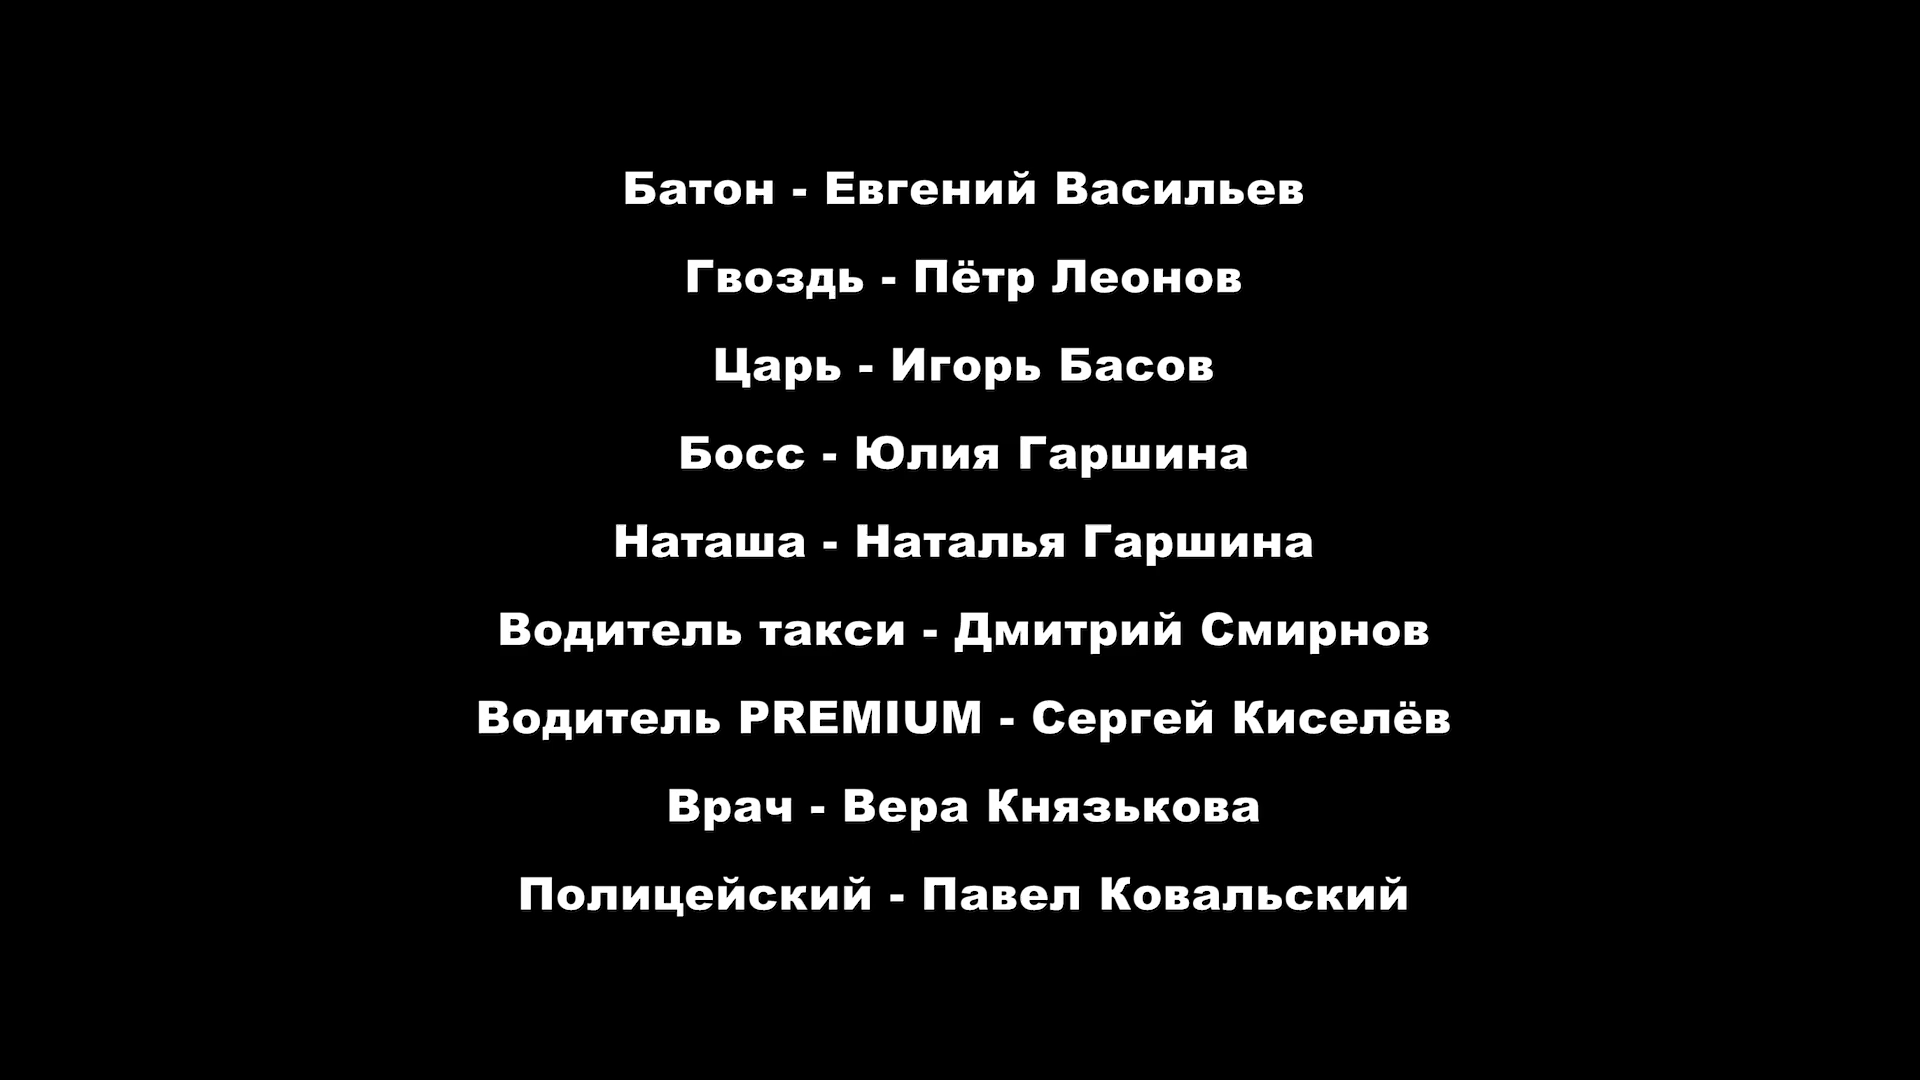 Батон - Евгений Васильев
Гвоздь - Пётр Леонов
Царь - Игорь Басов
Босс - Юлия Гаршина
Наташа - Наталья Гаршина
Водитель такси - Дмитрий Смирнов
Водитель PREMIUM - Сергей Киселёв
Врач - Вера Князькова
Полицейский - Павел Ковальский